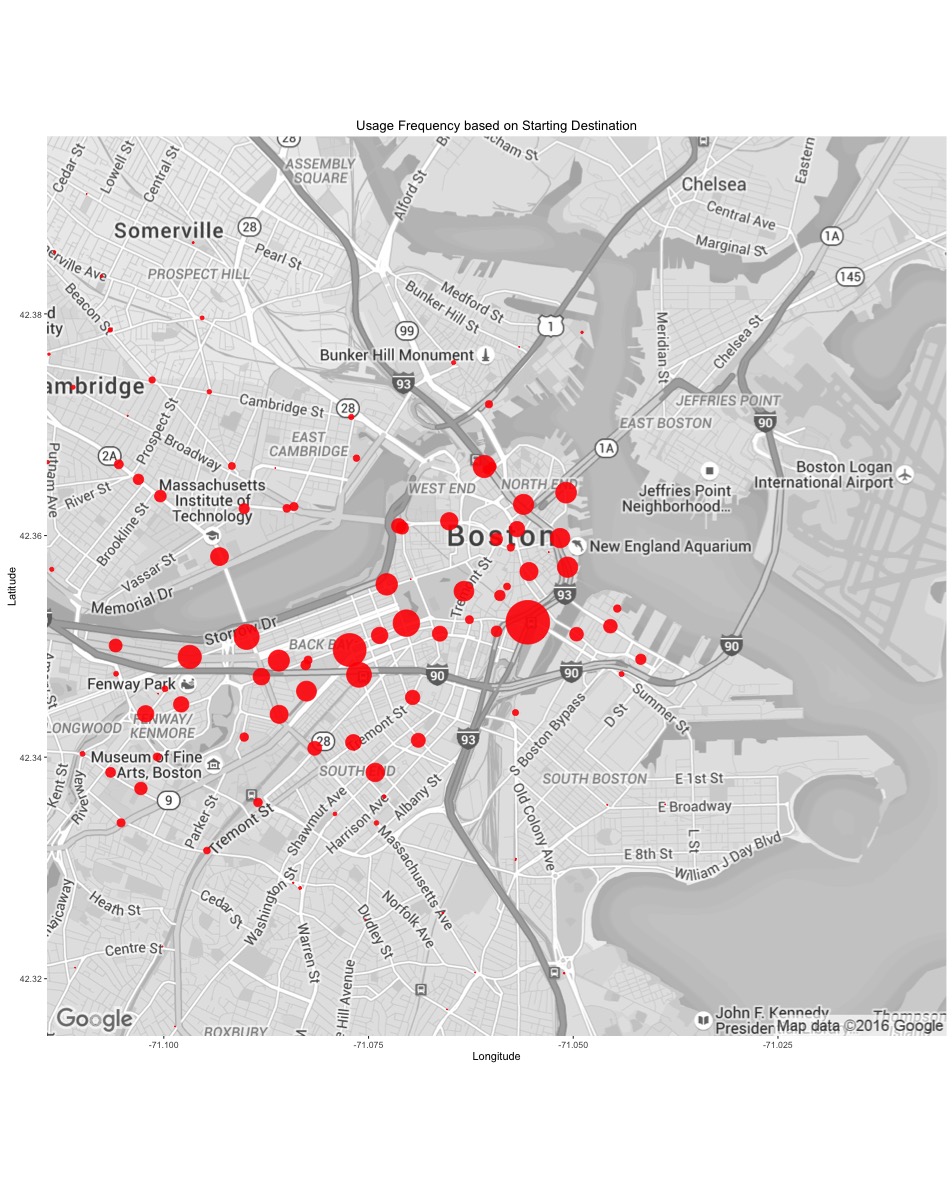 Usage Frequency based on Starting Destination
28
Cedar St
Lowell St
Central St
ASSEMBLY
SQUARE
Alford St
Eastern
Chelsea
Central Ave
Marginal St
1A
145
Somerville
28
Pearl St
PROSPECT HILL
Beacon S
Medford St
Bunker Hill St
99
1
Meridian St
Chelsea St
42.38
Bunker Hill Monument
93
ambridge
Cambridge St
28
JEFFRIES POINT
90
EAST BOSTON
EAST
CAMBRIDGE
Prospect St
Broadway
2A
1A
Putnam Ave
River St
Massachusetts
Institute of
Technology
WEST END
NORTH END
Jeffries Point
Neighborhood...
Boston Logan
International Airport
Brookline St
42.36
Boston
New England Aquarium
Vassar St
Memorial Dr
93
Storrow Dr
BACK BAY
90
90
90
Fenway Park
Summer St
LONGWOOD
FENWAY/
KENMORE
28
93
S Boston Bypass
D St
42.34
Museum of Fine
Arts, Boston
SOUTH END
SOUTH BOSTON
E 1st St
Kent St
Riverway
9
Parker St
Tremont St
Shawmut Ave
Harrison Ave
Albany St
Old Colony Ave
E Broadway
L St
E 8th St
William J Day Blvd
Massachusetts Ave
Heath St
Cedar St
Washington St
Dudley St
Norfolk Ave
Centre St
Warren St
42.32
Hill Avenue
ROXBURY
Google
John F. Kennedy
Map data ©2016 Google
-71.100
-71.075
-71.050
-71.025
Longitude
Latitude